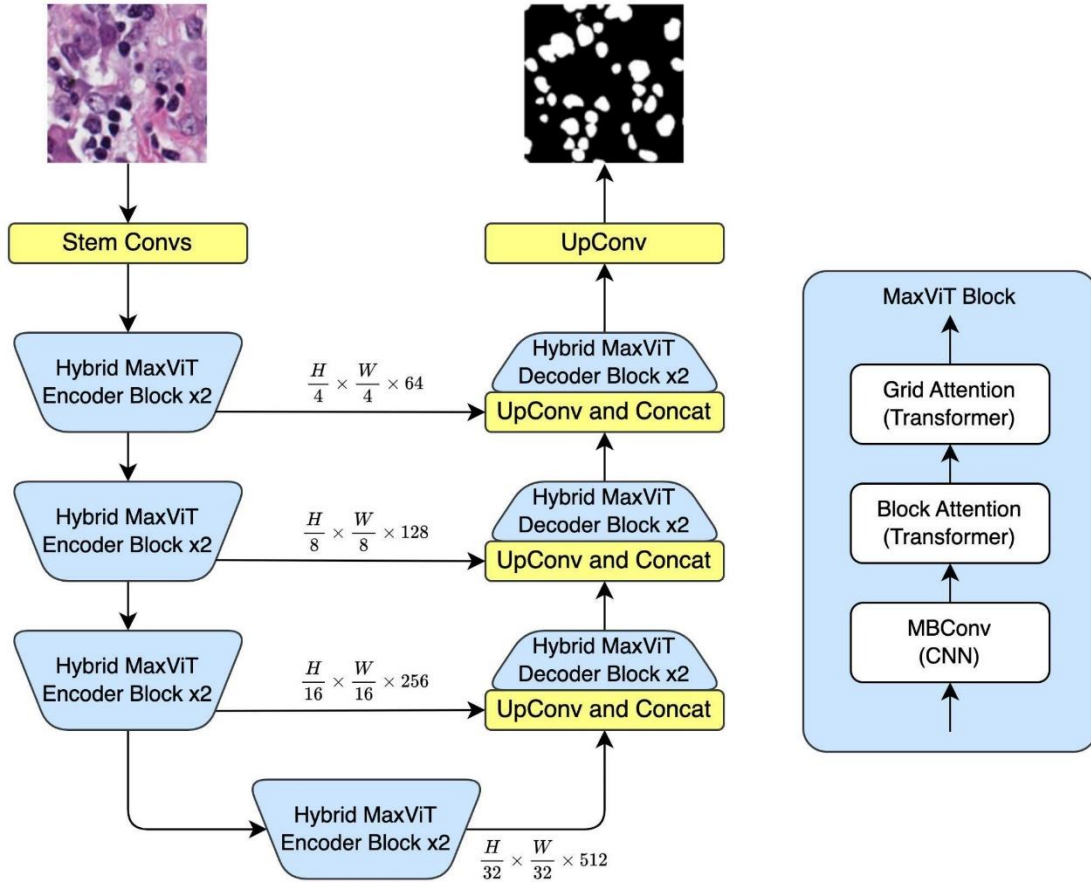 Stem Convs
Hybrid MaxViT
Encoder Block x2
H/4 × W/4 × 64
Hybrid MaxViT
Encoder Block x2
H/8 × W/8 × 128
Hybrid MaxViT
Encoder Block x2
H/16 × W/16 × 256
Hybrid MaxViT
Encoder Block x2
H/32 × W/32 × 512
UpConv
Hybrid MaxViT
Decoder Block x2
UpConv and Concat
Hybrid MaxViT
Decoder Block x2
UpConv and Concat
Hybrid MaxViT
Decoder Block x2
UpConv and Concat
MaxViT Block
Grid Attention
(Transformer)
Block Attention
(Transformer)
MBConv
(CNN)